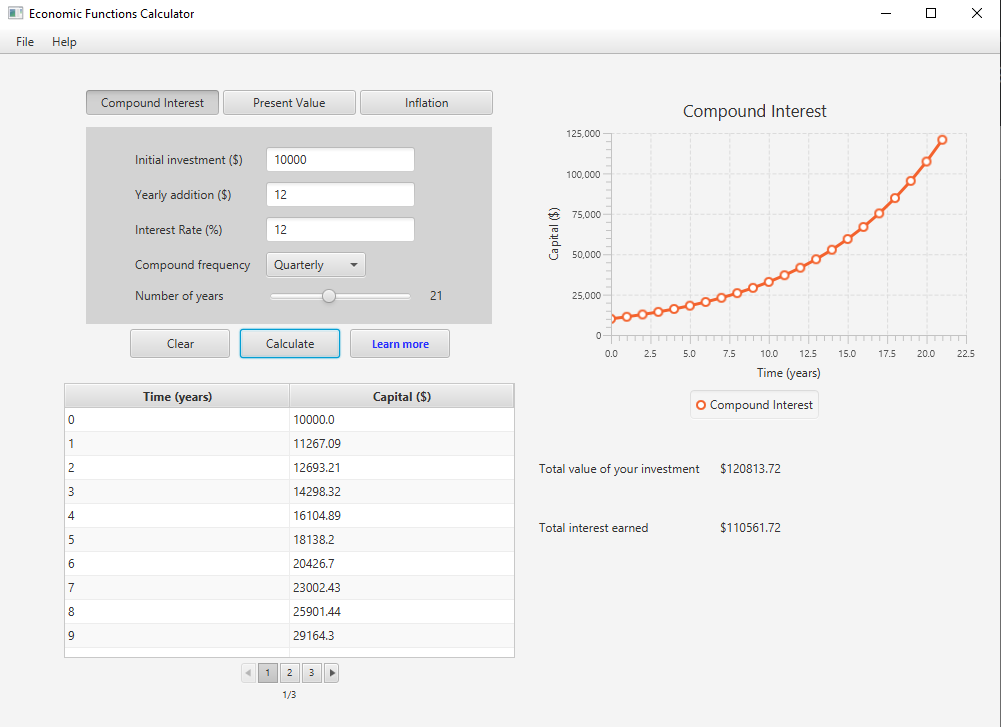 Economic Functions Calculator
File Help
Compound Interest Present Value Inflation
Initial investment ($) 10000
Yearly addition ($) 12
Interest Rate (%) 12
Compound frequency Quarterly
Number of years 21
Clear Calculate Learn more
Time (years) Capital ($)
0 10000.0
1 11267.09
2 12693.21
3 14298.32
4 16104.89
5 18138.2
6 20426.7
7 23002.43
8 25901.44
9 29164.3
1 2 3
1/3
Compound Interest
Capital ($)
125,000
100,000
75,000
50,000
25,000
0
0.0 2.5 5.0 7.5 10.0 12.5 15.0 17.5 20.0 22.5
Time (years)
Compound Interest
Total value of your investment $120813.72
Total interest earned $110561.72